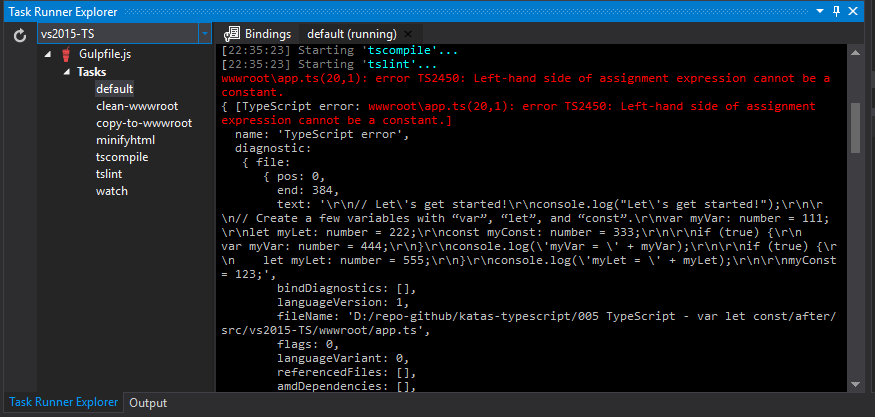 Task Runner Explorer
vs2015-TS
Gulpfile.js
Tasks
default
clean-wwwroot
copy-to-wwwroot
minifyhtml
tscompile
tslint
watch
Bindings default (running)
[22:35:23] Starting 'tscompile'...
[22:35:23] Starting 'tslint'...
wwwroot\app.ts(20,1): error TS2450: Left-hand side of assignment expression cannot be a
constant.
{ [TypeScript error: wwwroot\app.ts(20,1): error TS2450: Left-hand side of assignment
expression cannot be a constant.]
name: 'TypeScript error',
diagnostic:
{ file:
{ pos: 0,
end: 384,
text: '\r\n// Let\'s get started!\r\nconsole.log("Let\'s get started!");\r\n\r
\n// Create a few variables with “var”, “let”, and “const”.\r\nvar myVar: number = 111;
\r\nlet myLet: number = 222;\r\nconst myConst: number = 333;\r\n\r\nif (true) {\r\n
var myVar: number = 444;\r\n}\r\nconsole.log(\'myVar = \' + myVar);\r\n\r\nif (true) {\r
\n    let myLet: number = 555;\r\n}\r\nconsole.log(\'myLet = \' + myLet);\r\n\r\nmyConst
= 123;',
bindDiagnostics: [],
languageVersion: 1,
fileName: 'D:/repo-github/katas-typescript/005 TypeScript - var let const/after/
src/vs2015-TS/wwwroot/app.ts',
flags: 0,
languageVariant: 0,
referencedFiles: [],
amdDependencies: [],
Task Runner Explorer Output